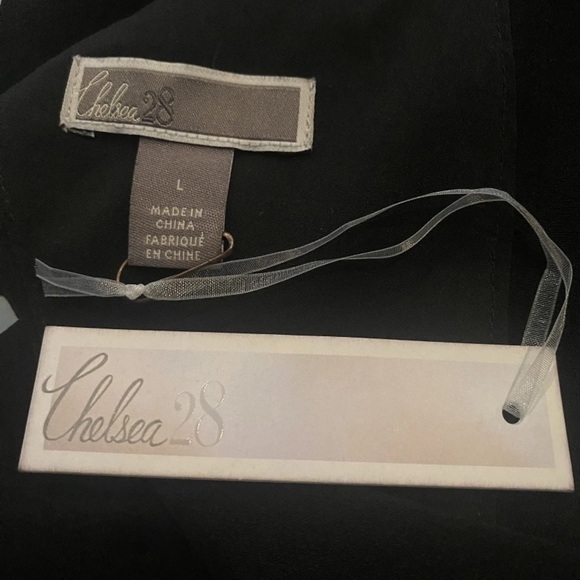 Chelsea28
L
MADE IN
CHINA
FABRIQUÉ
EN CHINE
Chelsea28